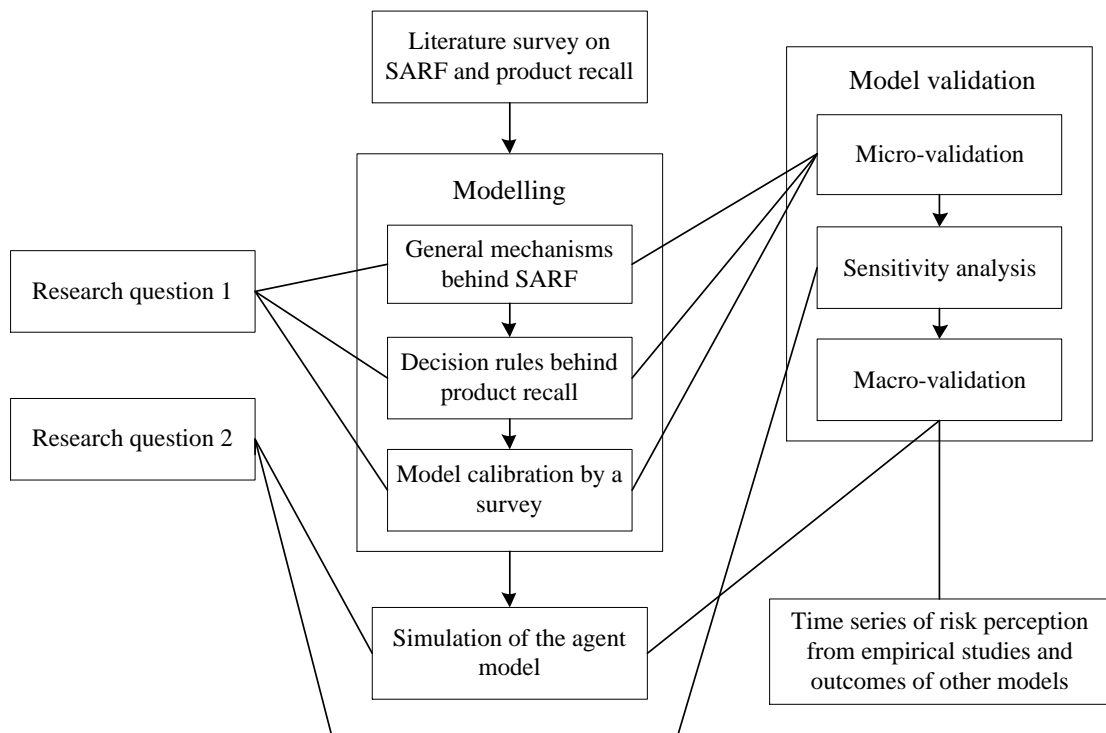 Literature survey on
SARF and product recall
Modelling
General mechanisms
behind SARF
Decision rules behind
product recall
Model calibration by a
survey
Simulation of the agent
model
Research question 1
Research question 2
Model validation
Micro-validation
Sensitivity analysis
Macro-validation
Time series of risk perception
from empirical studies and
outcomes of other models